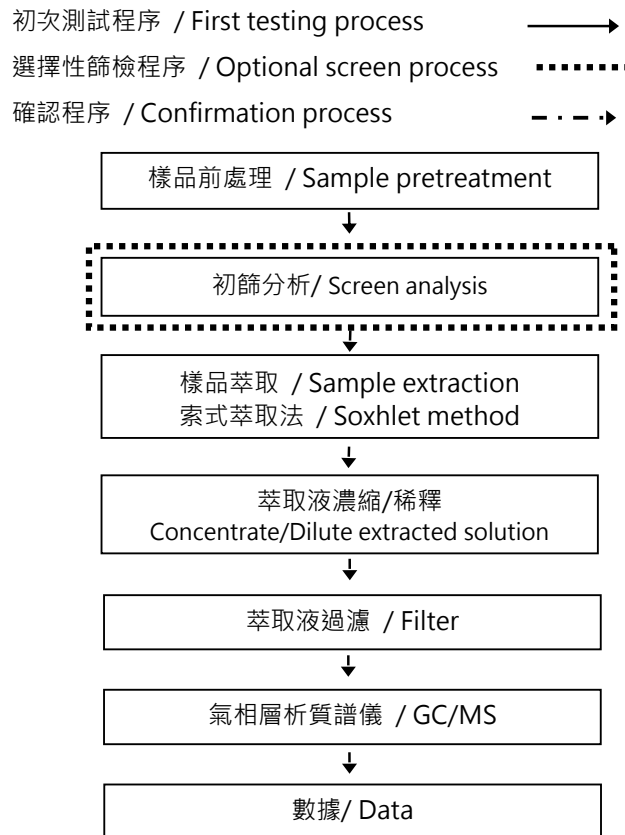 初次測試程序 / First testing process
選擇性篩檢程序 / Optional screen process
確認程序 / Confirmation process
樣品前處理 / Sample pretreatment
初篩分析/ Screen analysis
樣品萃取 / Sample extraction
索式萃取法 / Soxhlet method
萃取液濃縮/稀釋
Concentrate/Dilute extracted solution
萃取液過濾 / Filter
氣相層析質譜儀 / GC/MS
數據/ Data